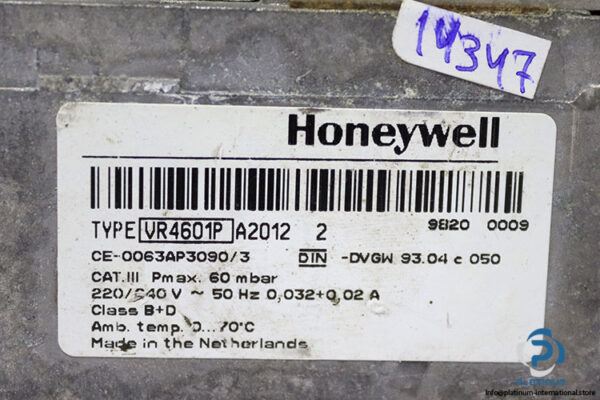 14347
Honeywell
TYPE VR4601P A2012 2 9820 0009
CE-0063AP3090/3 DIN -DVGW 93.04 c 050
CAT.III Pmax. 60 mbar
220/240 V ~ 50 Hz 0,032+0,02 A
Class B+D
Amb. temp. 0...70°C
Made in the Netherlands
Info@platinum-international.store